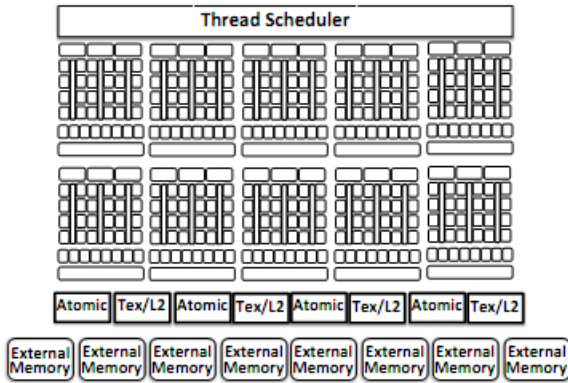 Thread Scheduler
Atomic Tex/L2 Atomic Tex/L2 Atomic Tex/L2 Atomic Tex/L2
External External External External External External External External
Memory Memory Memory Memory Memory Memory Memory Memory